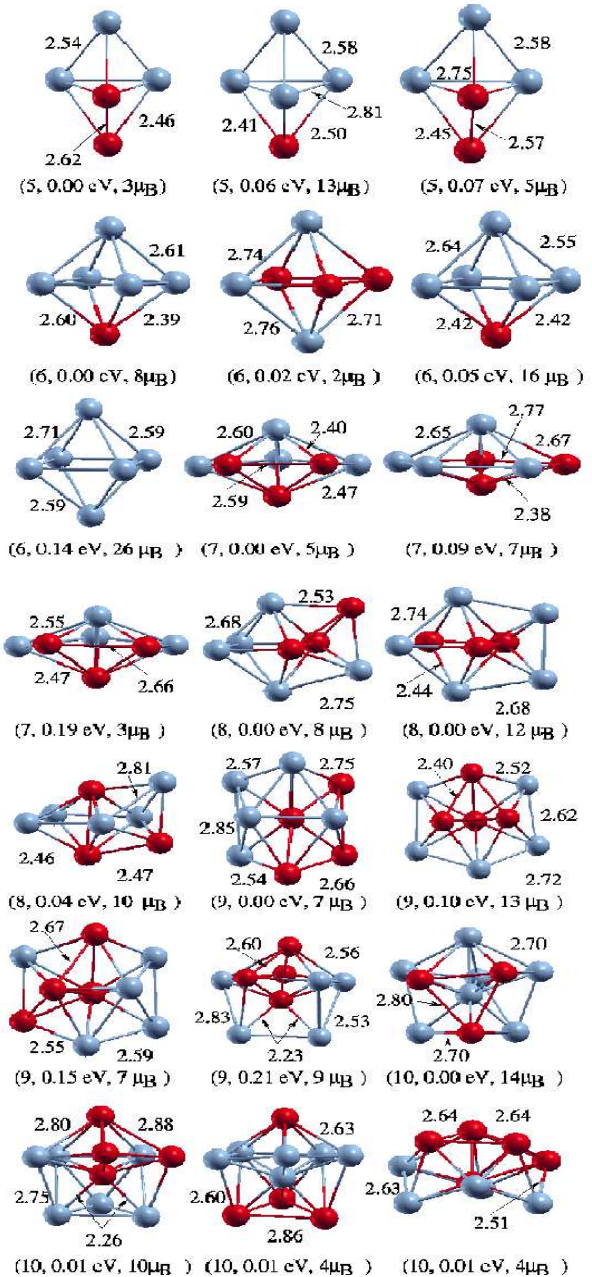 2.54 2.58 2.58
2.75
2.81
2.46 2.41 2.50 2.45 2.57
2.62
(5, 0.00 eV, 3μB) (5, 0.06 eV, 13μB) (5, 0.07 eV, 5μB)
2.61 2.74 2.64 2.55
2.60 2.39 2.76 2.71 2.42 2.42
(6, 0.00 eV, 8μB) (6, 0.02 eV, 2μB) (6, 0.05 eV, 16 μB )
2.71 2.59 2.60 2.40 2.65 2.77 2.67
2.59 2.59 2.47 2.38
(6, 0.14 eV, 26 μB ) (7, 0.00 eV, 5μB ) (7, 0.09 eV, 7μB )
2.55 2.68 2.53 2.74
2.47 2.66 2.75 2.44 2.68
(7, 0.19 eV, 3μB ) (8, 0.00 eV, 8 μB ) (8, 0.00 eV, 12 μB )
2.81 2.57 2.75 2.40 2.52
2.85 2.62
2.46 2.47 2.54 2.66 2.72
(8, 0.04 eV, 10 μB ) (9, 0.00 eV, 7 μB ) (9, 0.10 eV, 13 μB )
2.67 2.60 2.56 2.70
2.80
2.55 2.59 2.83 2.53
2.23 2.70
(9, 0.15 eV, 7 μB ) (9, 0.21 eV, 9 μB ) (10, 0.00 eV, 14μB )
2.80 2.88 2.63 2.64 2.64
2.75 2.60 2.63
2.26 2.86 2.51
(10, 0.01 eV, 10μB ) (10, 0.01 eV, 4μB ) (10, 0.01 eV, 4μB )